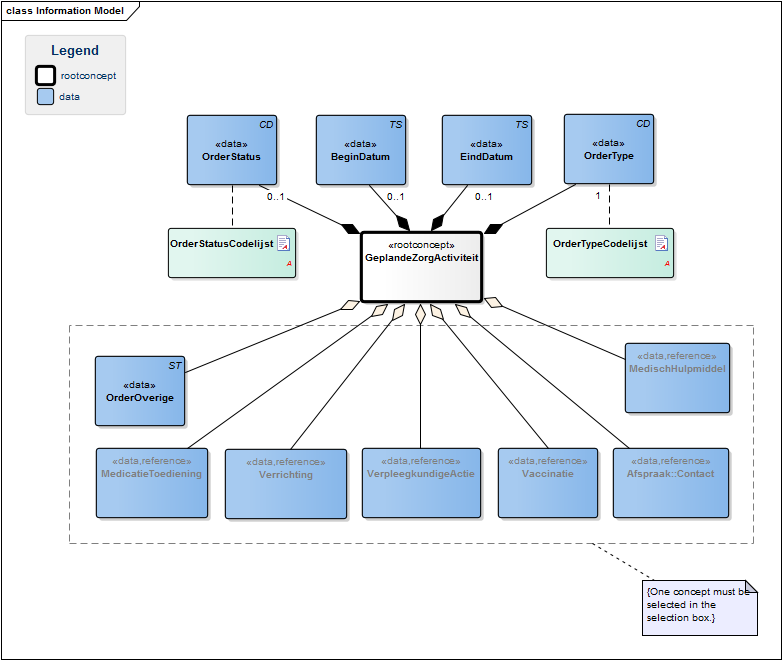 class Information Model
Legend
rootconcept
data
CD
«data»
OrderStatus
TS
«data»
BeginDatum
TS
«data»
EindDatum
CD
«data»
OrderType
0..1
0..1
0..1
1
OrderStatusCodelijst
A
«rootconcept»
GeplandeZorgActiviteit
OrderTypeCodelijst
A
ST
«data»
OrderOverige
«data,reference»
MedischHulpmiddel
«data,reference»
MedicatieToediening
«data,reference»
Verrichting
«data,reference»
VerpleegkundigeActie
«data,reference»
Vaccinatie
«data,reference»
Afspraak::Contact
{One concept must be
selected in the
selection box.}